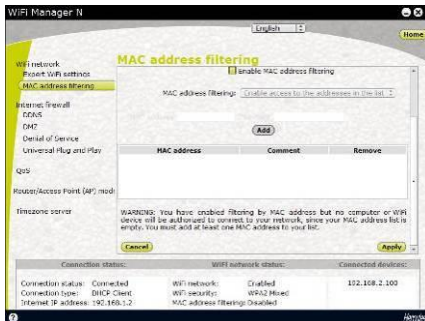 WiFi Manager N
English
Home
WiFi network
Expert WiFi settings
MAC address filtering
Internet firewall
DDNS
DMZ
Denial of Service
Universal Plug and Play
QoS
Router/Access Point (AP) mode
Timezone server
MAC address filtering
Enable MAC address filtering
MAC address filtering: Enable access to the addresses in the list
Add
MAC address Comment Remove
WARNING: You have enabled filtering by MAC address but no computer or WiFi
device will be authorized to connect to your network, since your MAC address list is
empty. You must add at least one MAC address to your list.
Cancel Apply
Connection status: WiFi network status: Connected devices:
Connection status: Connected WiFi network: Enabled 192.168.2.100
Connection type: DHCP Client WiFi security: WPA2 Mixed
Internet IP address: 192.168.1.2 MAC address filtering: Disabled
Hamlet